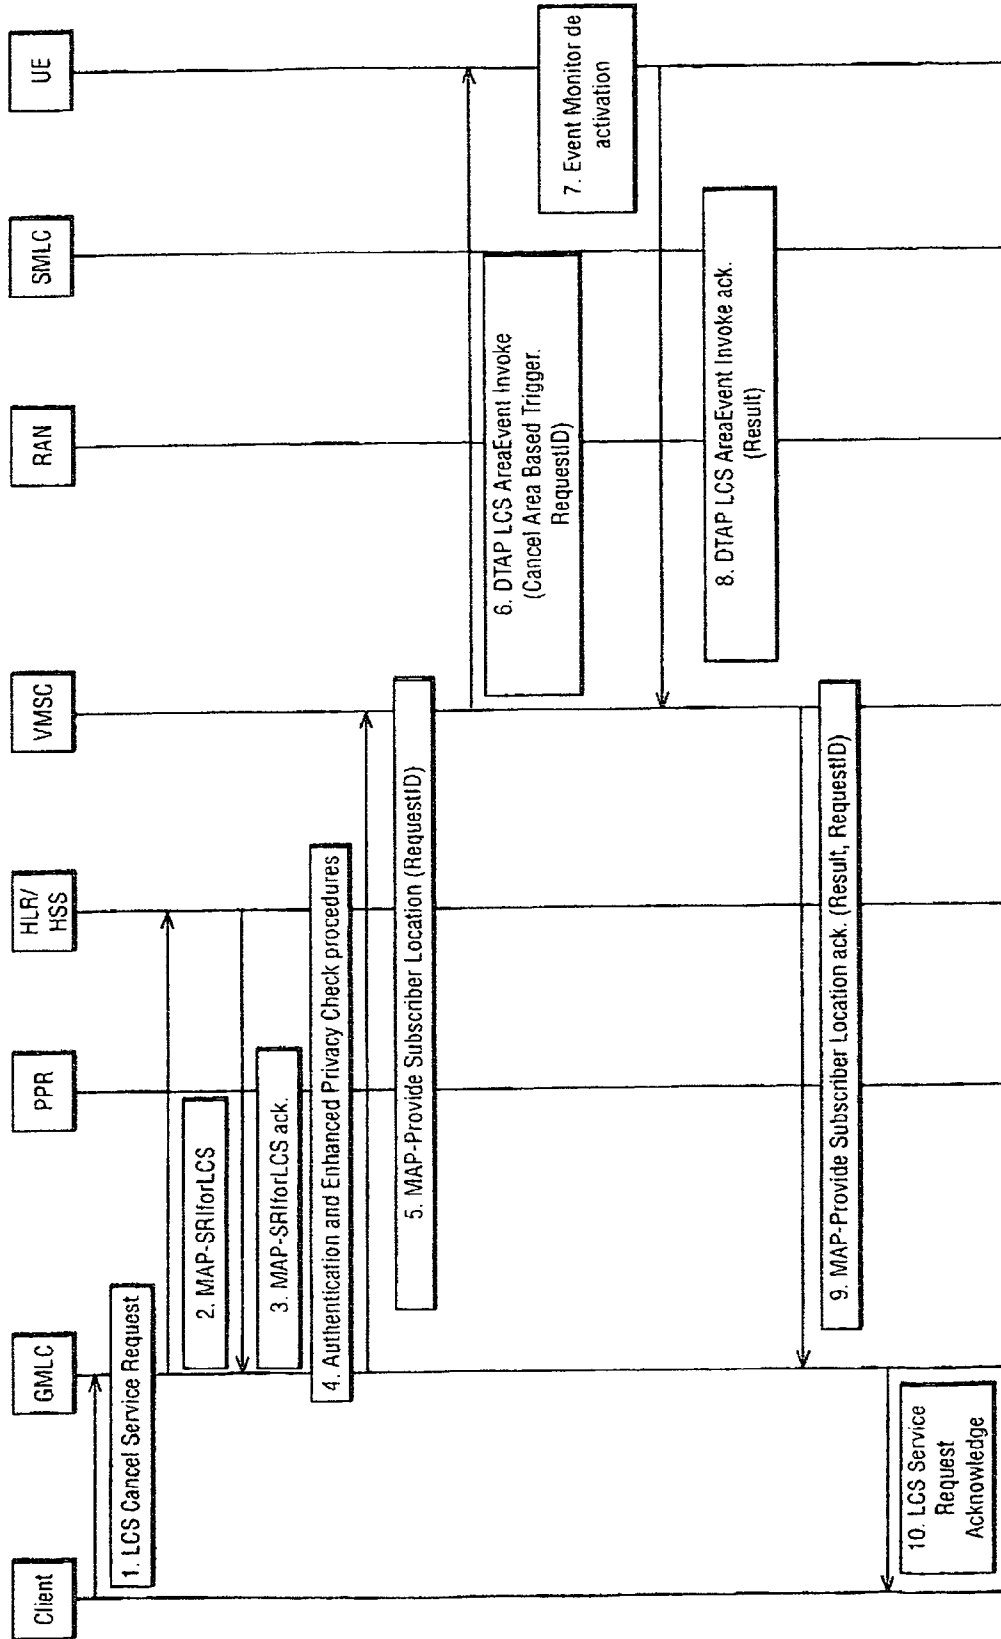 Client
GMLC
PPR
HLR/
HSS
VMSC
RAN
SMLC
UE
1. LCS Cancel Service Request
2. MAP-SRIforLCS
3. MAP-SRIforLCS ack.
4. Authentication and Enhanced Privacy Check procedures
5. MAP-Provide Subscriber Location (RequestID)
6. DTAP LCS AreaEvent Invoke
(Cancel Area Based Trigger.
RequestID)
7. Event Monitor de
activation
8. DTAP LCS AreaEvent Invoke ack.
(Result)
9. MAP-Provide Subscriber Location ack. (Result, RequestID)
10. LCS Service
Request
Acknowledge